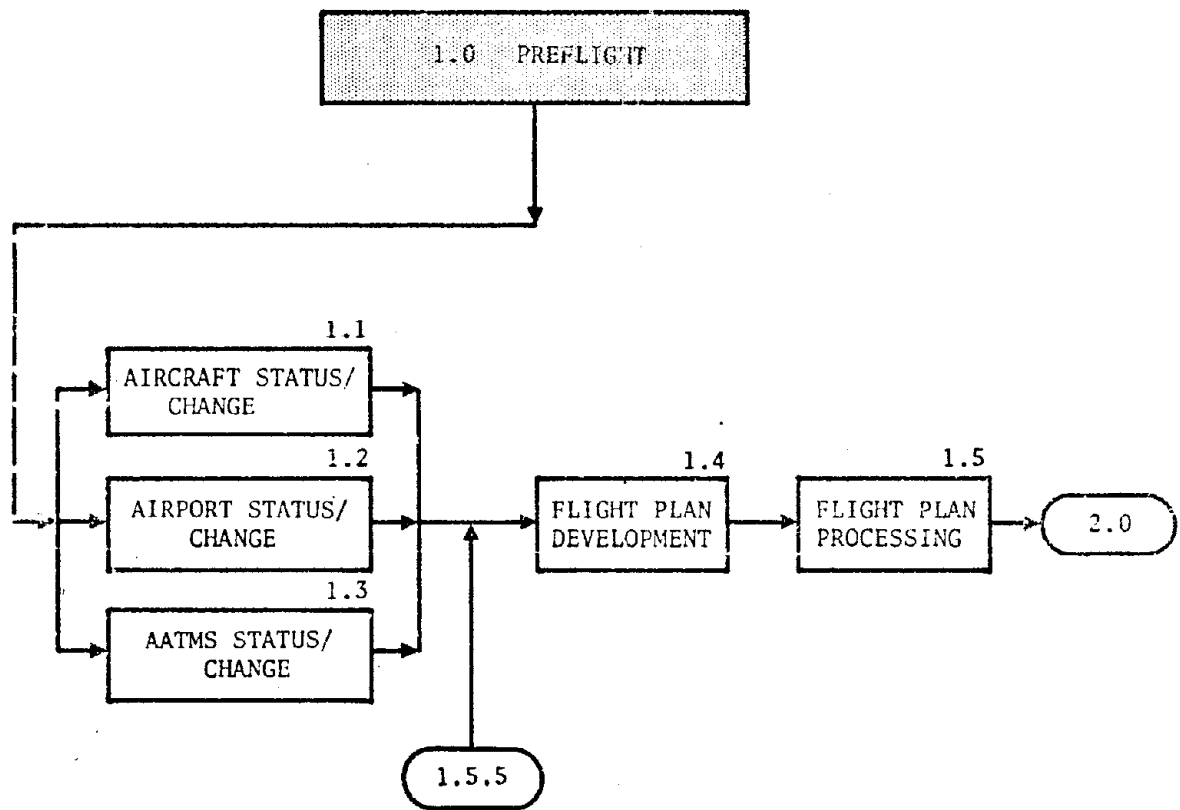 1.0 PREFLIGHT
1.1
AIRCRAFT STATUS/
CHANGE
1.2
AIRPORT STATUS/
CHANGE
1.3
AATMS STATUS/
CHANGE
1.4
FLIGHT PLAN
DEVELOPMENT
1.5
FLIGHT PLAN
PROCESSING
2.0
1.5.5